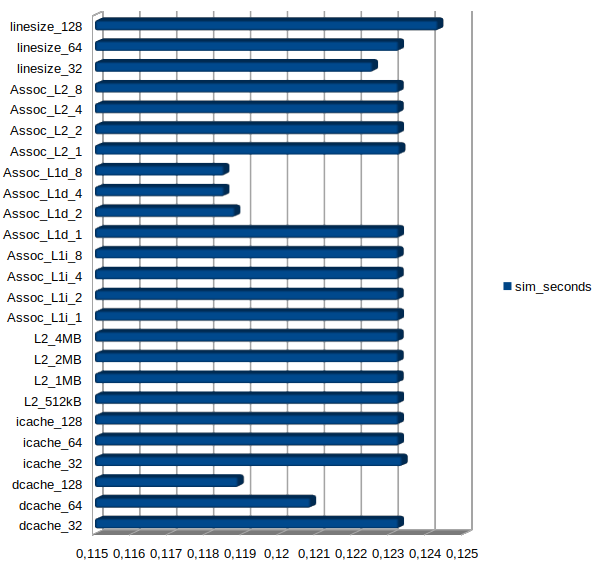 linesize_128
linesize_64
linesize_32
Assoc_L2_8
Assoc_L2_4
Assoc_L2_2
Assoc_L2_1
Assoc_L1d_8
Assoc_L1d_4
Assoc_L1d_2
Assoc_L1d_1
Assoc_L1i_8
Assoc_L1i_4
Assoc_L1i_2
Assoc_L1i_1
L2_4MB
L2_2MB
L2_1MB
L2_512kB
icache_128
icache_64
icache_32
dcache_128
dcache_64
dcache_32
sim_seconds
0,115 0,116 0,117 0,118 0,119 0,12 0,121 0,122 0,123 0,124 0,125